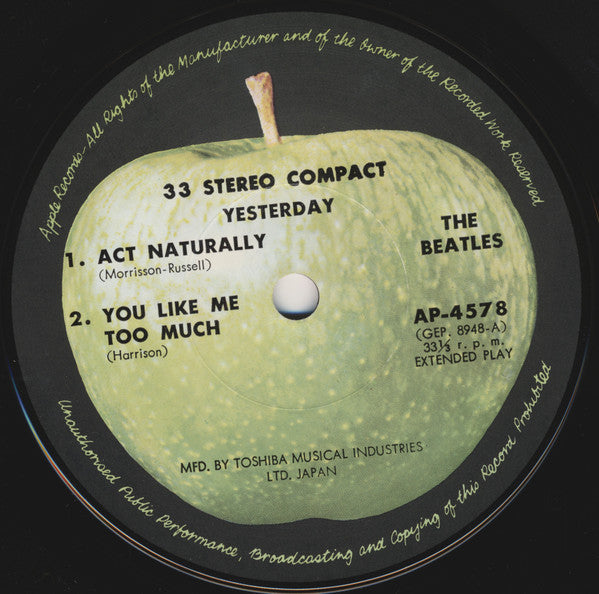 Apple Records-All Rights of the Manufacturer and of the Owner of the Recorded Work Reserved
33 STEREO COMPACT
YESTERDAY
1. ACT NATURALLY
(Morrisson-Russell)
2. YOU LIKE ME
TOO MUCH
(Harrison)
THE
BEATLES
AP-4578
(GEP. 8948-A)
33⅓ r. p. m.
EXTENDED PLAY
MFD. BY TOSHIBA MUSICAL INDUSTRIES
LTD. JAPAN
Unauthorised Public Performance, Broadcasting and Copying of this Record Prohibited